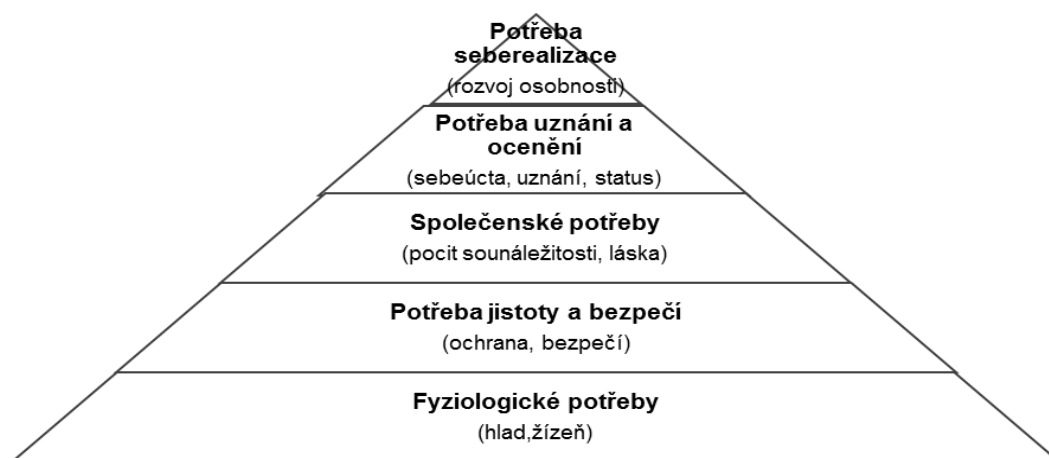 Potřeba
seberealizace
(rozvoj osobnosti)
Potřeba uznání a
ocenění
(sebeúcta, uznání, status)
Společenské potřeby
(pocit sounáležitosti, láska)
Potřeba jistoty a bezpečí
(ochrana, bezpečí)
Fyziologické potřeby
(hlad,žízeň)